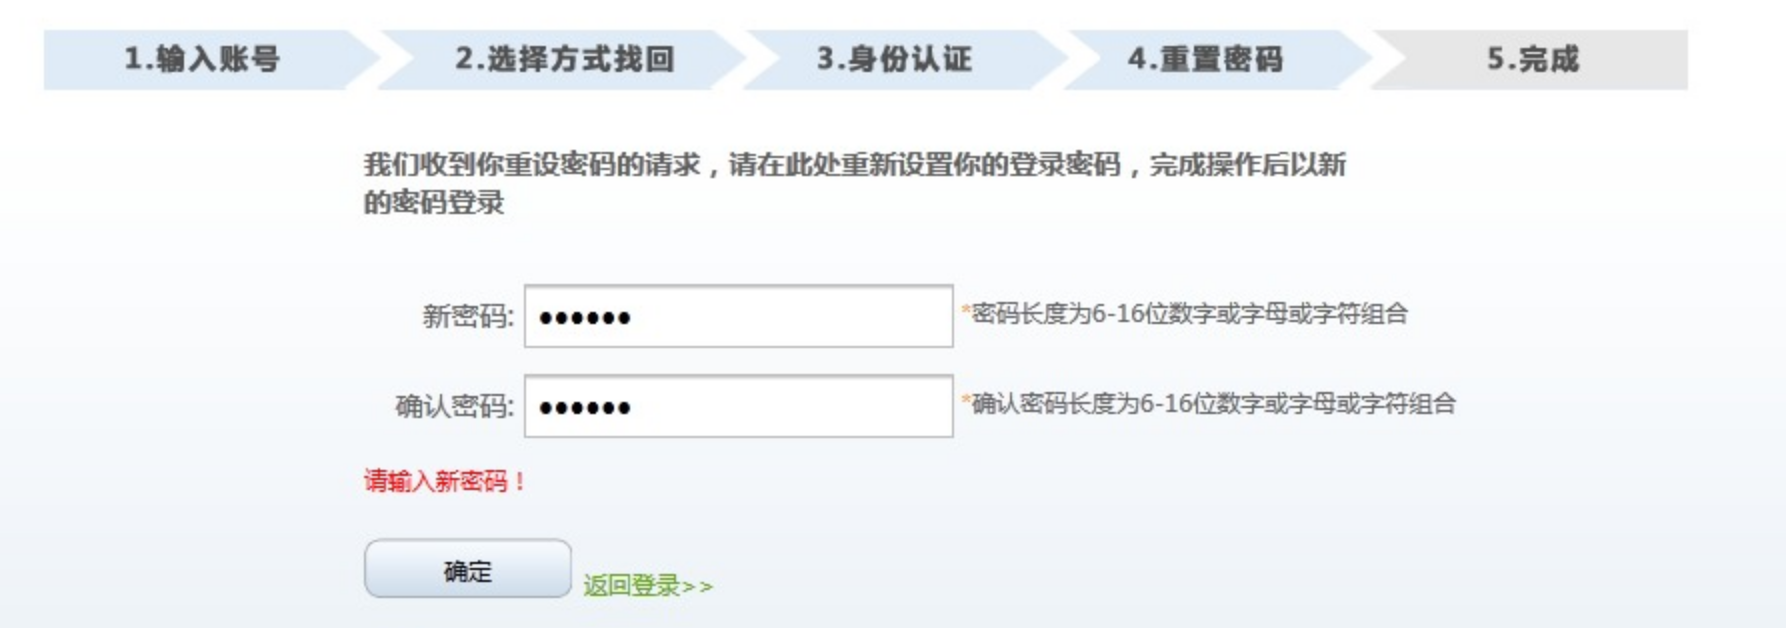 1.输入账号 2.选择方式找回 3.身份认证 4.重置密码 5.完成
我们收到你重设密码的请求，请在此处重新设置你的登录密码，完成操作后以新
的密码登录
新密码: ●●●●●● *密码长度为6-16位数字或字母或字符组合
确认密码: ●●●●●● *确认密码长度为6-16位数字或字母或字符组合
请输入新密码！
确定 返回登录>>